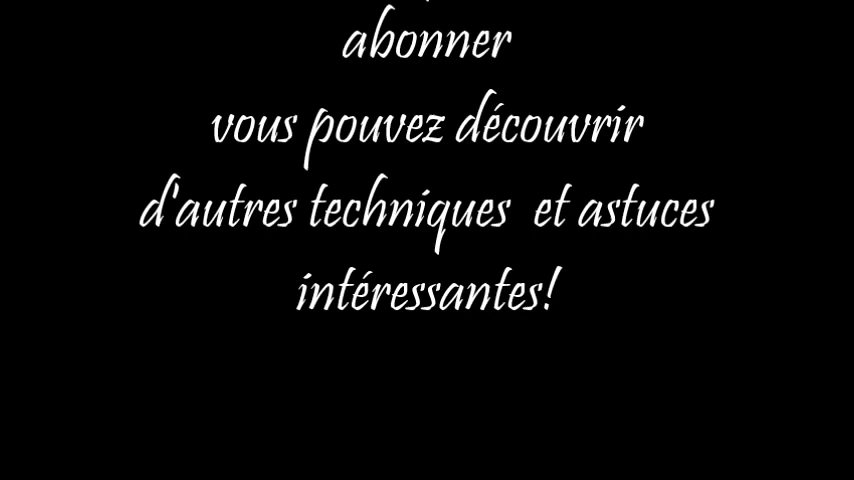 abonner
vous pouvez découvrir
d'autres techniques et astuces
intéressantes!